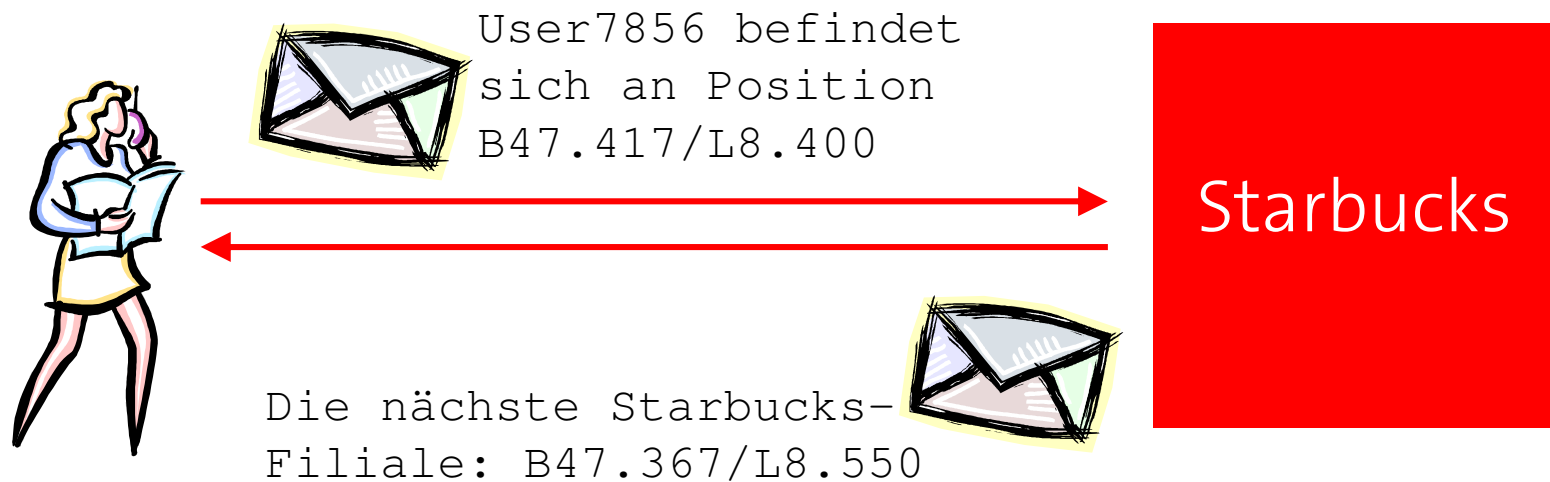 User7856 befindet
sich an Position
B47.417/L8.400
Starbucks
Die nächste Starbucks-
Filiale: B47.367/L8.550